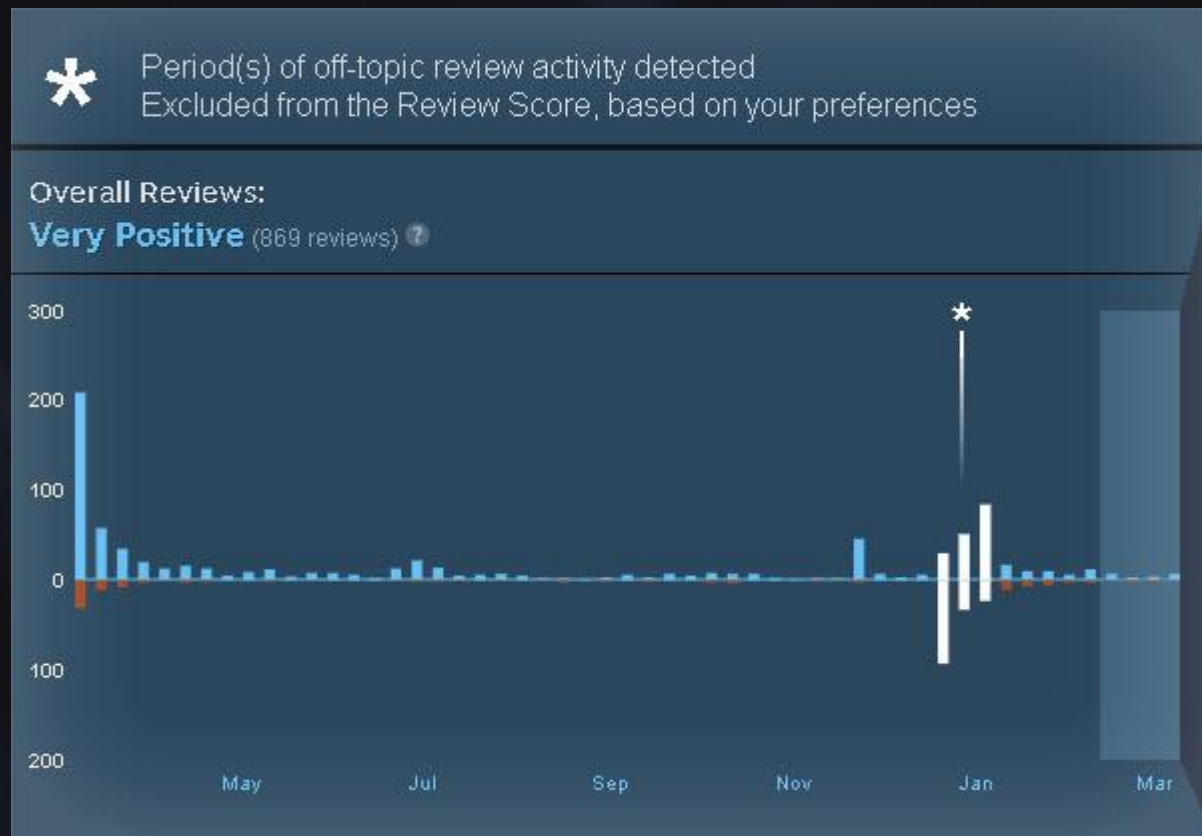 *
Period(s) of off-topic review activity detected
Excluded from the Review Score, based on your preferences
Overall Reviews:
Very Positive (869 reviews) ?
300
*
200
100
0
100
200
May Jul Sep Nov Jan Mar